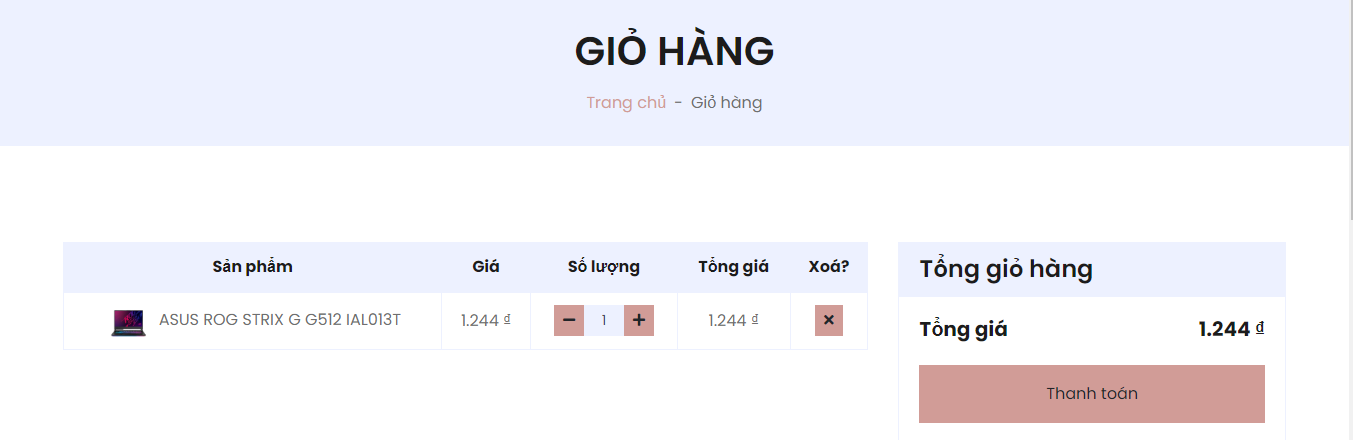 GIỎ HÀNG
Trang chủ - Giỏ hàng
Sản phẩm Giá Số lượng Tổng giá Xoá?
ASUS ROG STRIX G G512 IAL013T 1.244 ₫ 1 1.244 ₫
Tổng giỏ hàng
Tổng giá 1.244 ₫
Thanh toán